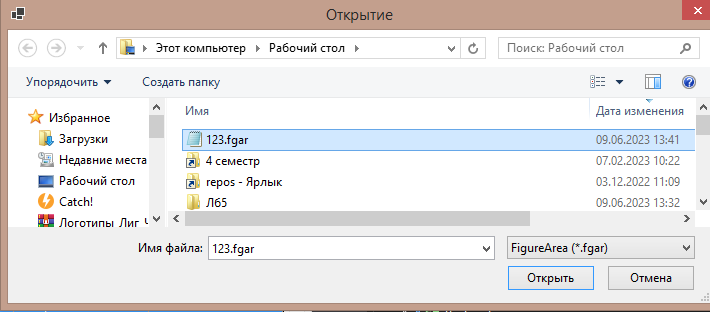 Открытие
Этот компьютер Рабочий стол
Поиск: Рабочий стол
Упорядочить Создать папку
Имя Дата изменения
Избранное
Загрузки
Недавние места
Рабочий стол
Catch!
Логотипы Лиг Ч
123.fgar 09.06.2023 13:41
4 семестр 07.02.2023 10:22
repos - Ярлык 03.12.2022 11:09
Л65 09.06.2023 13:32
Имя файла: 123.fgar FigureArea (*.fgar)
Открыть Отмена